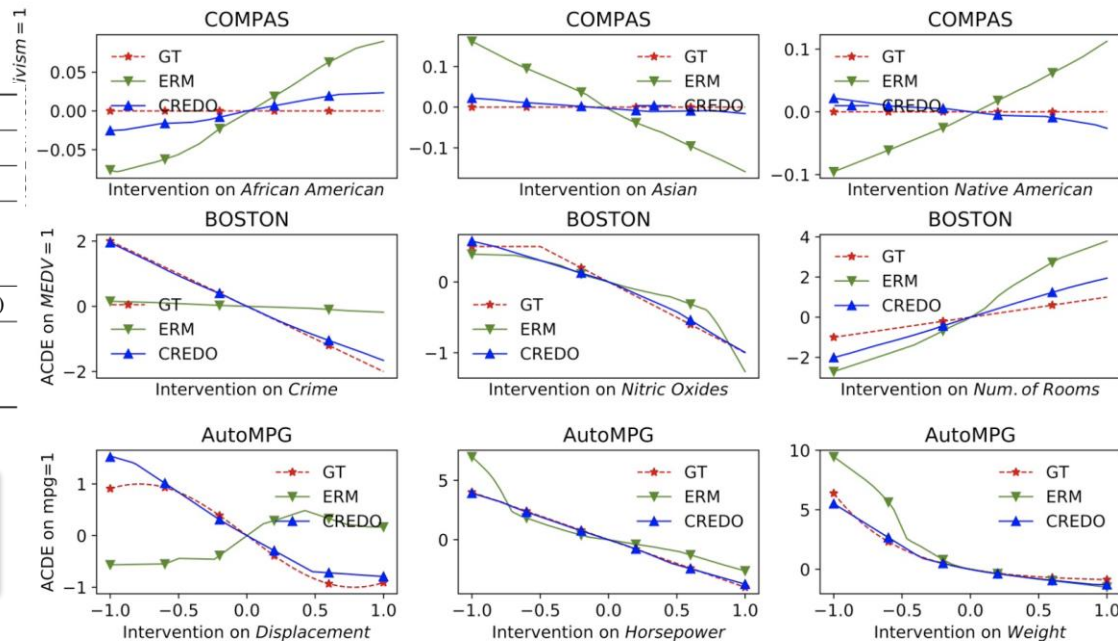 COMPAS
COMPAS
COMPAS
ivism = 1
0.05
0.00
−0.05
GT
ERM
CREDO
0.1
0.0
−0.1
GT
ERM
CREDO
0.1
0.0
−0.1
GT
ERM
CREDO
Intervention on African American
Intervention on Asian
Intervention Native American
BOSTON
BOSTON
BOSTON
ACDE on MEDV = 1
2
0
−2
GT
ERM
CREDO
0
−1
GT
ERM
CREDO
4
2
0
−2
GT
ERM
CREDO
)
Intervention on Crime
Intervention on Nitric Oxides
Intervention on Num. of Rooms
AutoMPG
AutoMPG
AutoMPG
ACDE on mpg=1
1
0
−1
GT
ERM
CREDO
5
0
GT
ERM
CREDO
10
5
0
GT
ERM
CREDO
−1.0 −0.5 0.0 0.5 1.0
−1.0 −0.5 0.0 0.5 1.0
−1.0 −0.5 0.0 0.5 1.0
Intervention on Displacement
Intervention on Horsepower
Intervention on Weight